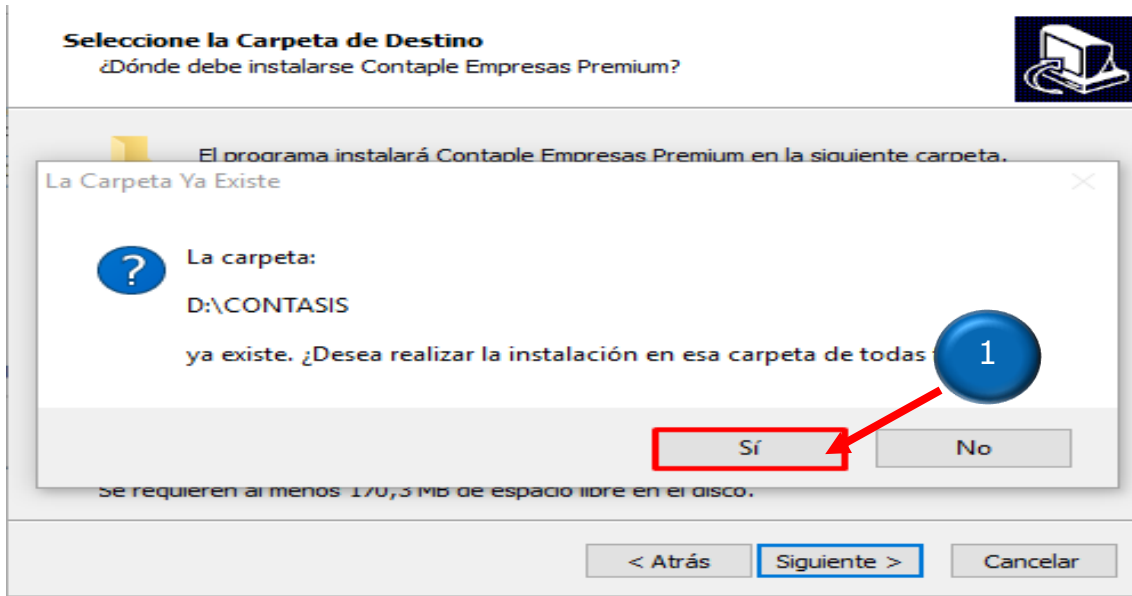 Seleccione la Carpeta de Destino
¿Dónde debe instalarse Contaple Empresas Premium?
El programa instalará Contaple Empresas Premium en la siguiente carpeta.
La Carpeta Ya Existe
?
La carpeta:
D:\CONTASIS
ya existe. ¿Desea realizar la instalación en esa carpeta de todas
1
Sí No
Se requieren al menos 170,3 MB de espacio libre en el disco.
< Atrás Siguiente > Cancelar